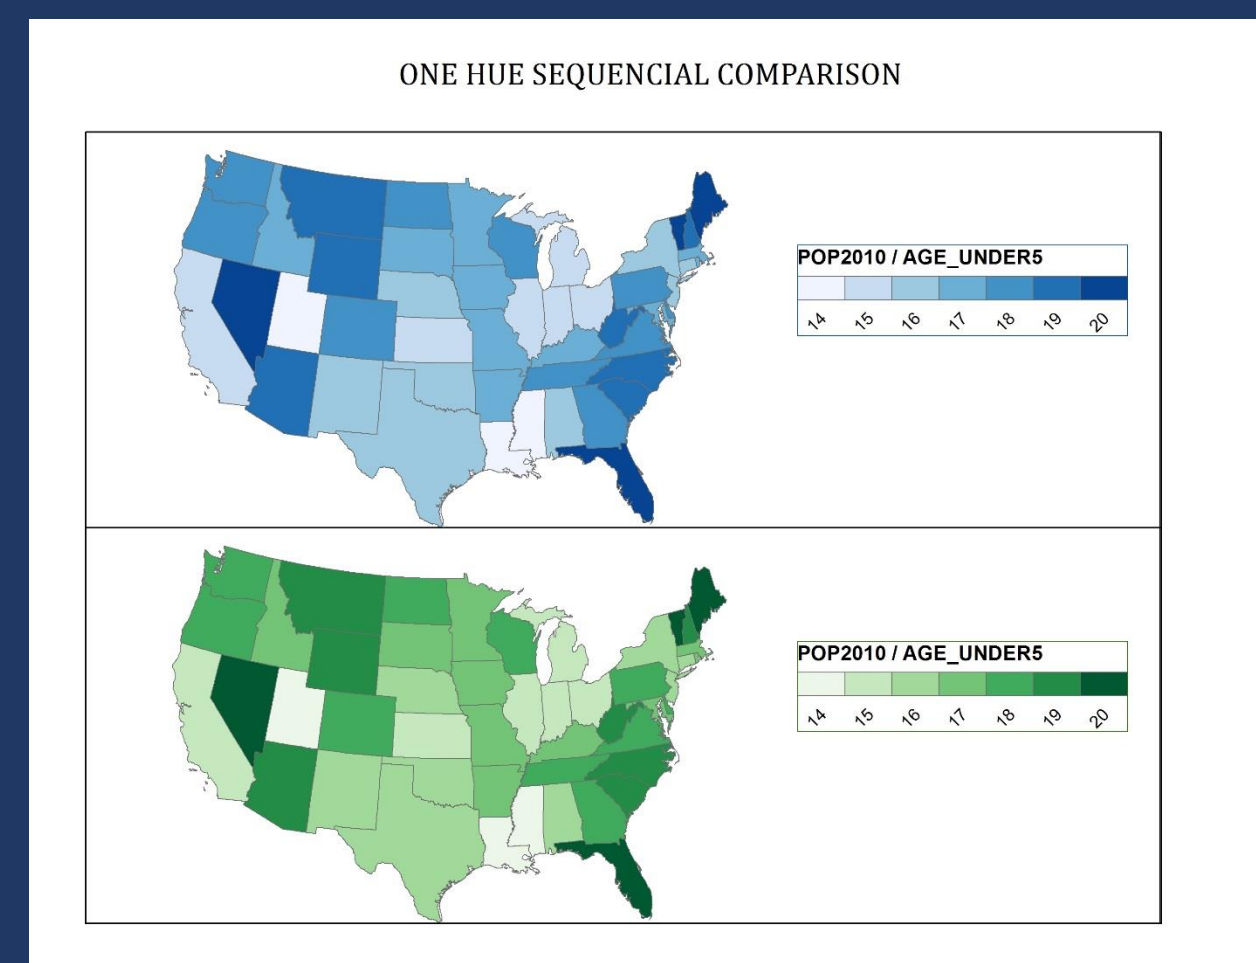 ONE HUE SEQUENCIAL COMPARISON
POP2010 / AGE_UNDER5
14 15 16 17 18 19 20
POP2010 / AGE_UNDER5
14 15 16 17 18 19 20